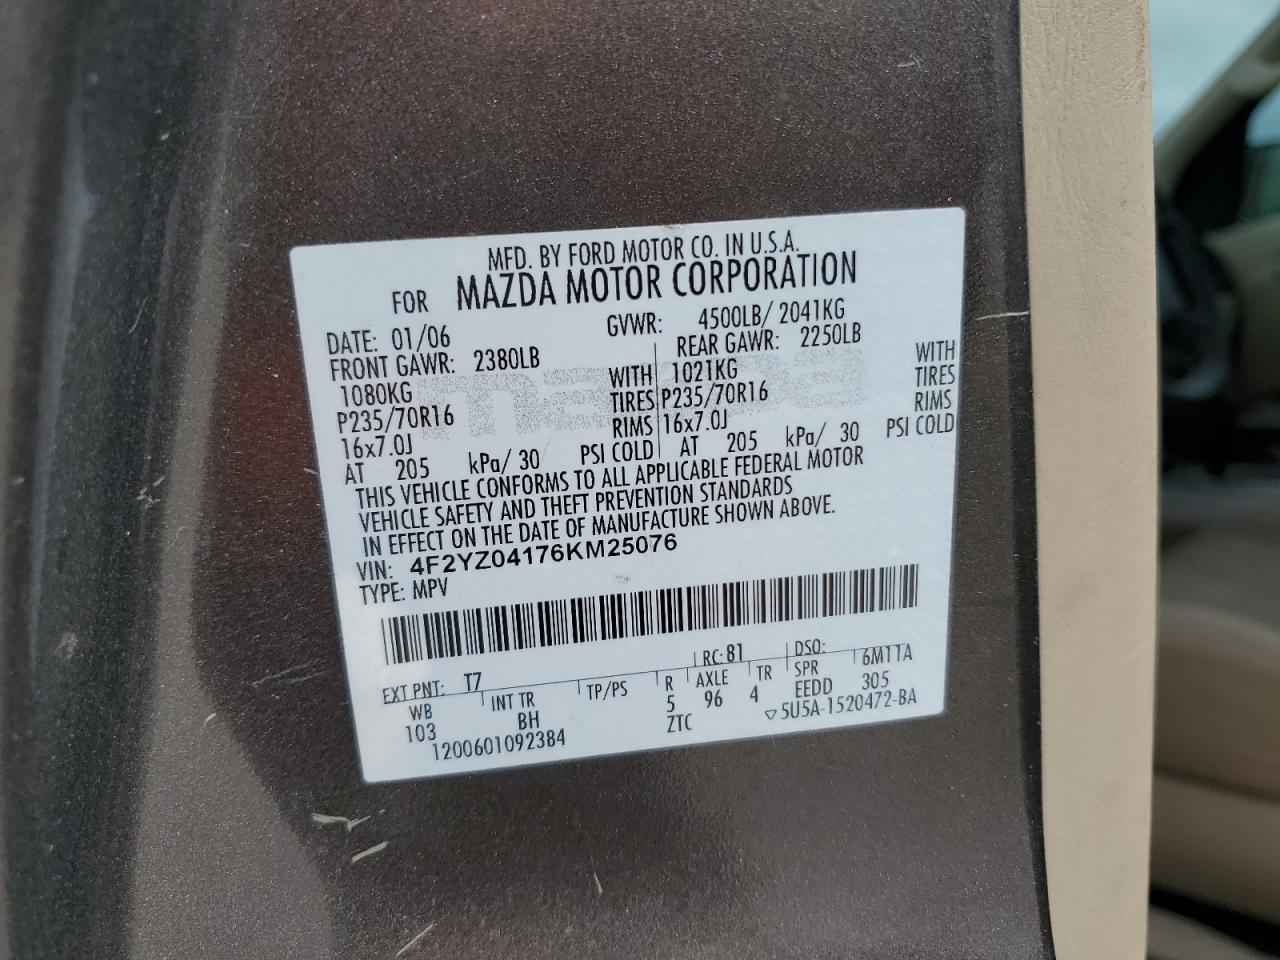 MFD. BY FORD MOTOR CO. IN U.S.A.
FOR MAZDA MOTOR CORPORATION
DATE: 01/06 GVWR: 4500LB/ 2041KG
FRONT GAWR: 2380LB REAR GAWR: 2250LB
1080KG WITH 1021KG WITH
P235/70R16 TIRES P235/70R16 TIRES
16x7.0J RIMS 16x7.0J RIMS
AT 205 kPa/ 30 PSI COLD AT 205 kPa/ 30 PSI COLD
THIS VEHICLE CONFORMS TO ALL APPLICABLE FEDERAL MOTOR
VEHICLE SAFETY AND THEFT PREVENTION STANDARDS
IN EFFECT ON THE DATE OF MANUFACTURE SHOWN ABOVE.
VIN: 4F2YZ04176KM25076
TYPE: MPV
EXT PNT: T7 RC: 81 DSO:
WB INT TR TP/PS R AXLE TR SPR 6M11A
103 BH 5 96 4 EEDD 305
1200601092384 ZTC ▽5U5A-1520472-BA
mazda